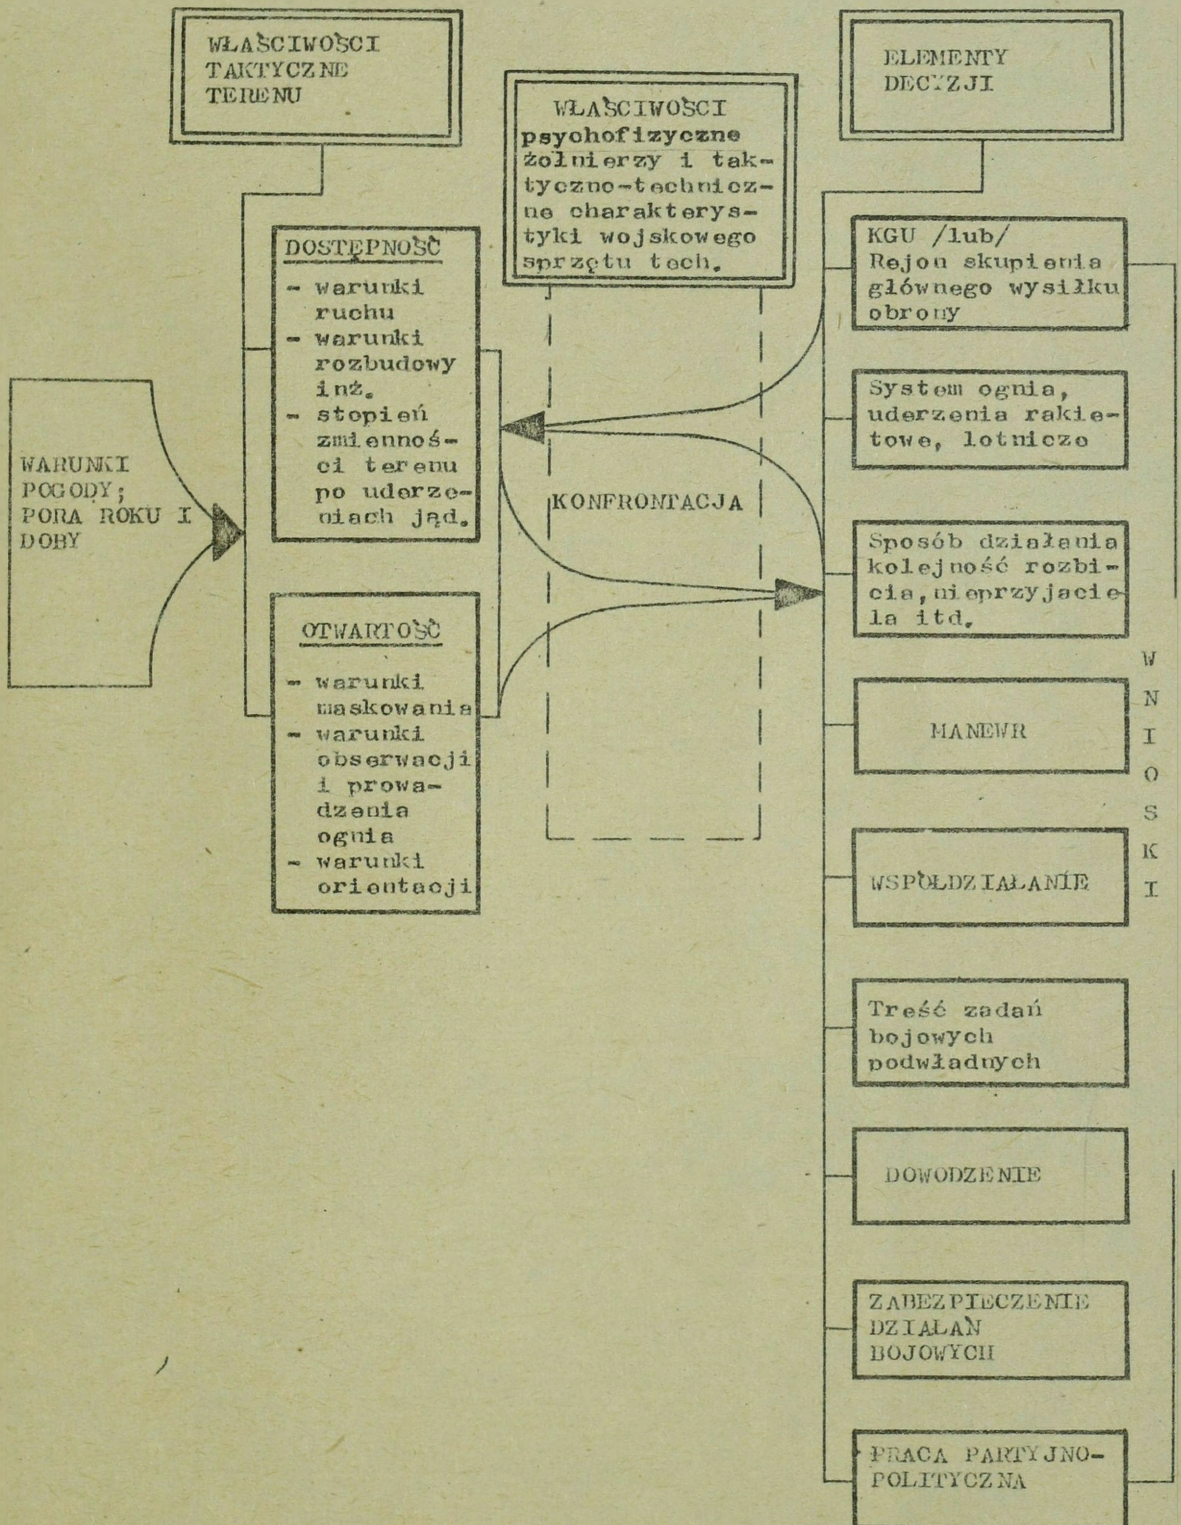 WŁAŚCIWOŚCI
TAKTYCZNE
TERENU
WŁAŚCIWOŚCI
psychofizyczne
żołnierzy i tak-
tyczno-technicz-
ne charakterys-
tyki wojskowego
sprzętu tech.
ELEMENTY
DECYZJI
WARUNKI
POGODY;
PORA ROKU I
DOBY
DOSTĘPNOŚĆ
- warunki
ruchu
- warunki
rozbudowy
inż.
- stopień
zmiennoś-
ci terenu
po uderze-
niach jąd.
OTWARTOŚĆ
- warunki
maskowania
- warunki
obserwacji
i prowa-
dzenia
ognia
- warunki
orientacji
KONFRONTACJA
KGU /lub/
Rejon skupienia
głównego wysiłku
obrony
System ognia,
uderzenia rakie-
towe, lotnicze
Sposób działania
kolejność rozbi-
cia, nieprzyjacie-
la itd.
MANEWR
WSPÓŁDZIAŁANIE
Treść zadań
bojowych
podwładnych
DOWODZENIE
ZABEZPIECZENIE
DZIAŁAŃ
BOJOWYCH
PRACA PARTYJNO-
POLITYCZNA
W
N
I
O
S
K
I